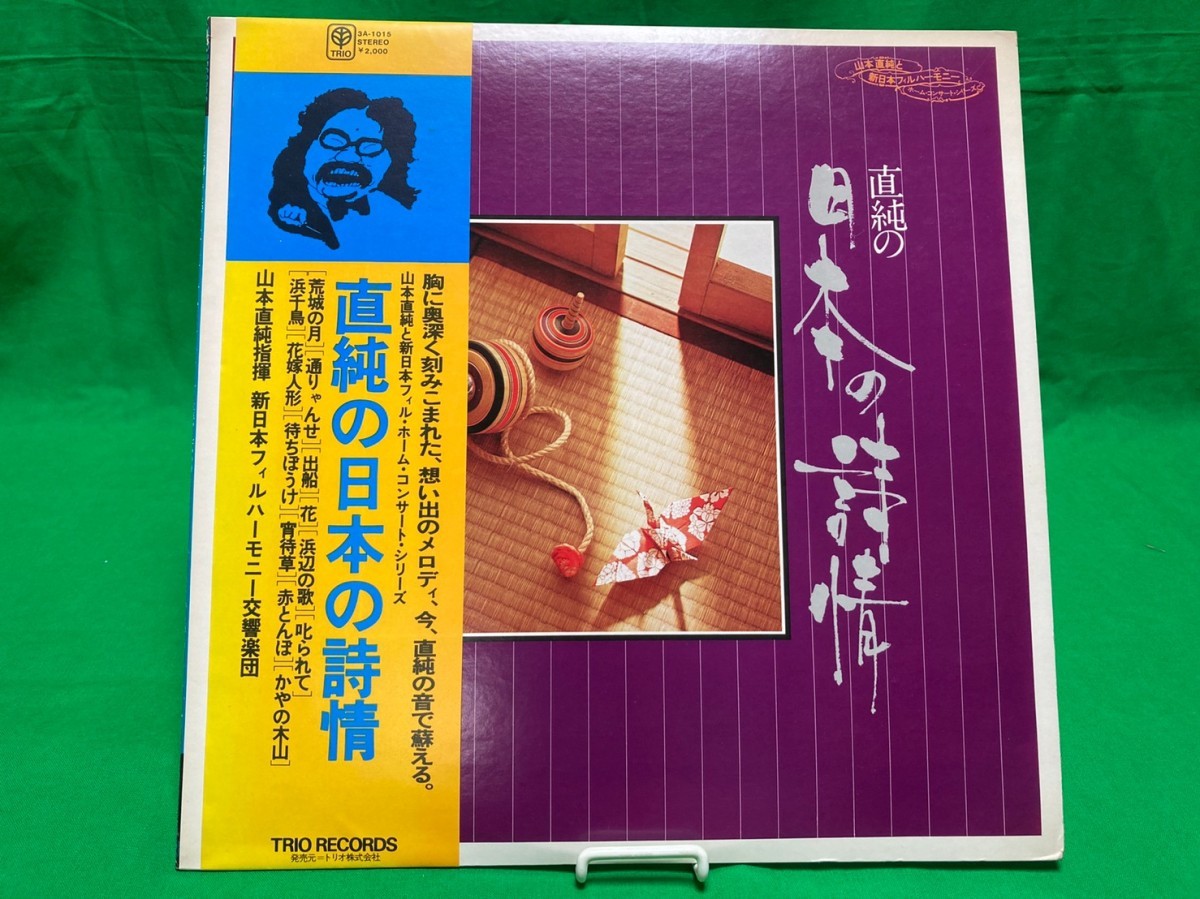 TRIO
3A-1015
STEREO
¥2,000
胸に奥深く刻みこまれた、想い出のメロディ、今、直純の音で蘇える。
山本直純と新日本フィル・ホーム・コンサート・シリーズ
直純の日本の詩情
[荒城の月][通りゃんせ][出船][花][浜辺の歌][叱られて]
[浜千鳥][花嫁人形][待ちぼうけ][宵待草][赤とんぼ][かやの木山]
山本直純指揮 新日本フィルハーモニー交響楽団
TRIO RECORDS
発売元=トリオ株式会社
山本直純と
新日本フィルハーモニー
ホーム・コンサート・シリーズ
直純の
日本の詩情